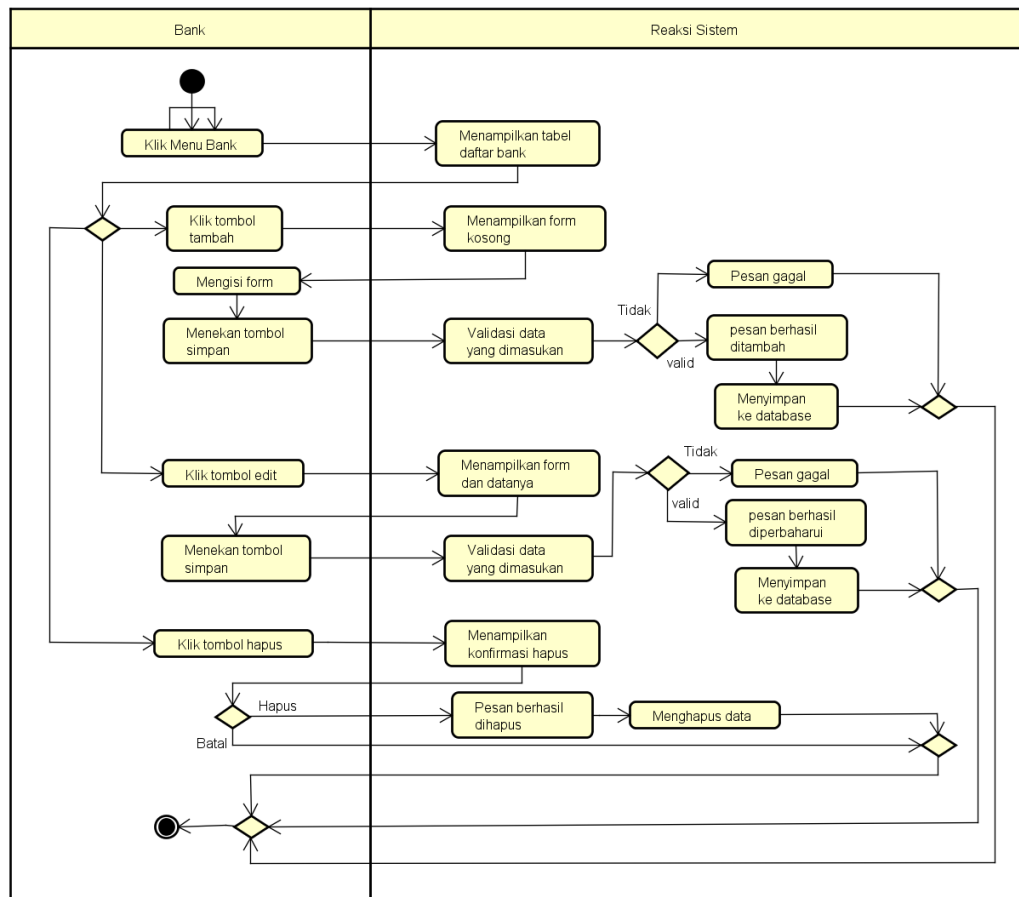 Bank
Reaksi Sistem
Klik Menu Bank
Menampilkan tabel
daftar bank
Klik tombol
tambah
Menampilkan form
kosong
Mengisi form
Pesan gagal
Tidak
Menekan tombol
simpan
Validasi data
yang dimasukan
valid
pesan berhasil
ditambah
Menyimpan
ke database
Klik tombol edit
Menampilkan form
dan datanya
Tidak
Pesan gagal
valid
pesan berhasil
diperbaharui
Menekan tombol
simpan
Validasi data
yang dimasukan
Menyimpan
ke database
Klik tombol hapus
Menampilkan
konfirmasi hapus
Hapus
Pesan berhasil
dihapus
Menghapus data
Batal